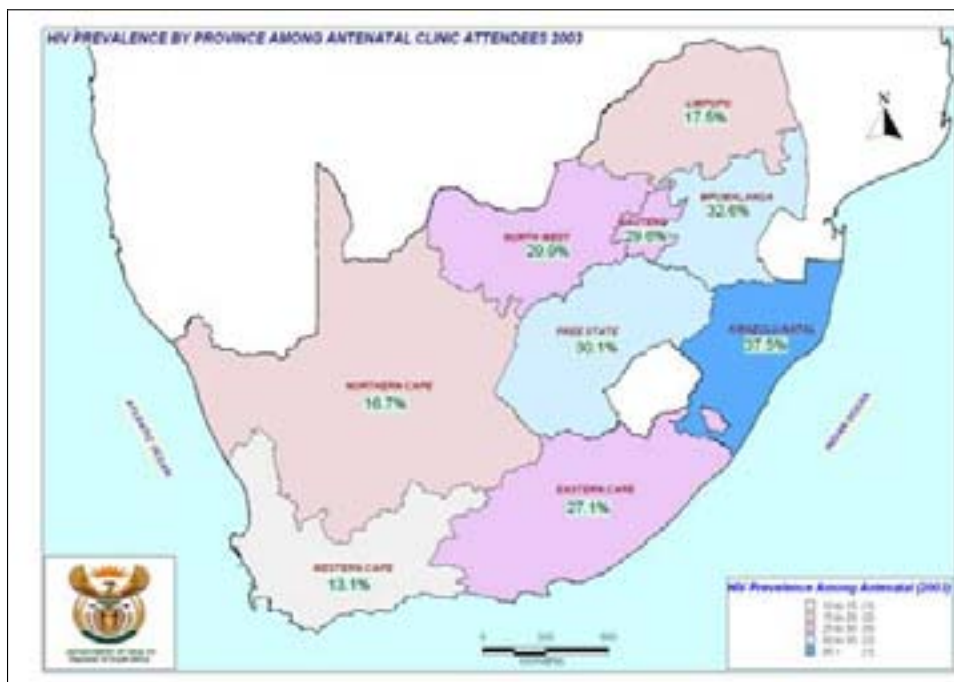 HIV PREVALENCE BY PROVINCE AMONG ANTENATAL CLINIC ATTENDEES 2003
N
LIMPOPO
17.5%
MPUMALANGA
32.6%
NORTH WEST
29.9%
GAUTENG
29.6%
FREE STATE
30.1%
KWAZULU-NATAL
37.5%
NORTHERN CAPE
16.7%
ATLANTIC OCEAN
INDIAN OCEAN
EASTERN CAPE
27.1%
WESTERN CAPE
13.1%
HIV Prevalence Among Antenatal (2003)